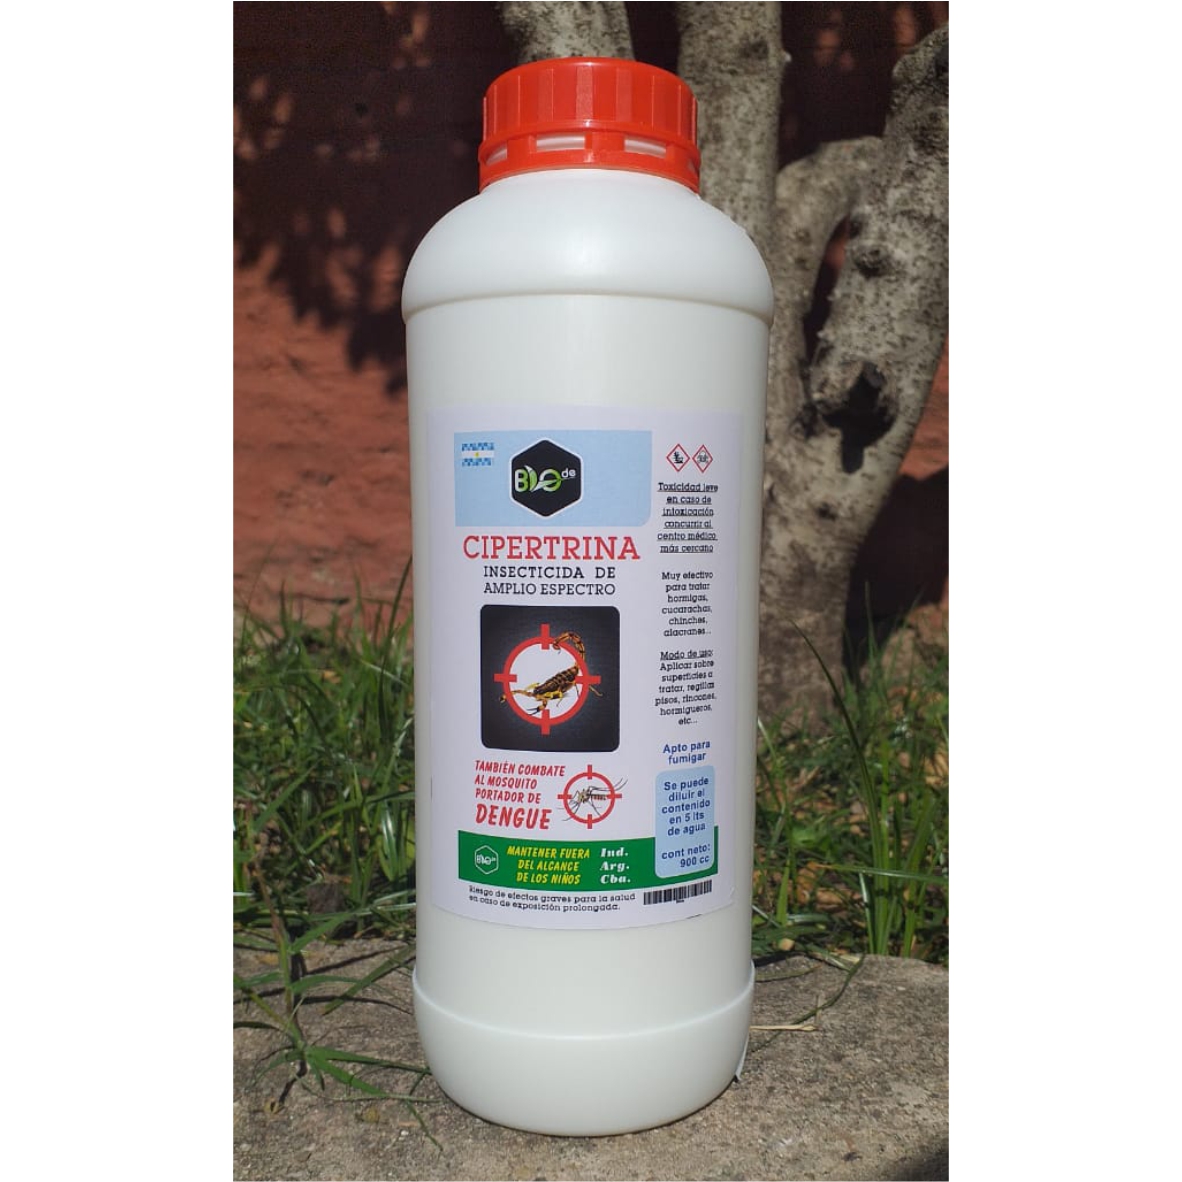 BIO de
CIPERTRINA
INSECTICIDA DE
AMPLIO ESPECTRO
TAMBIÉN COMBATE
AL MOSQUITO
PORTADOR DE
DENGUE
BIO de
MANTENER FUERA
DEL ALCANCE
DE LOS NIÑOS
Ind.
Arg.
Cba.
Riesgo de efectos graves para la salud
en caso de exposición prolongada.
Toxicidad leve
en caso de
intoxicación
concurrir al
centro médico
más cercano
Muy efectivo
para tratar
hormigas,
cucarachas,
chinches,
alacranes...
Modo de uso:
Aplicar sobre
superficies a
tratar, regillas
pisos, rincones,
hormigueros,
etc...
Apto para
fumigar
Se puede
diluir el
contenido
en 5 lts
de agua
cont neto:
900 cc